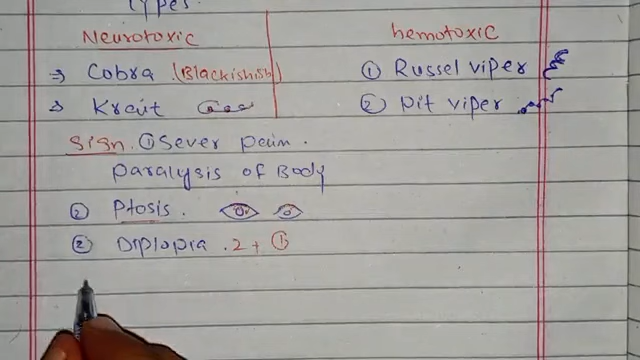 Types.
Neurotoxic hemotoxic
⇒ Cobra (Blackishish) ① Russel viper
⇒ Krait ② pit viper
Sign. ① Sever pain.
Paralysis of Body
② Ptosis.
② Diplopia . 2 + ①